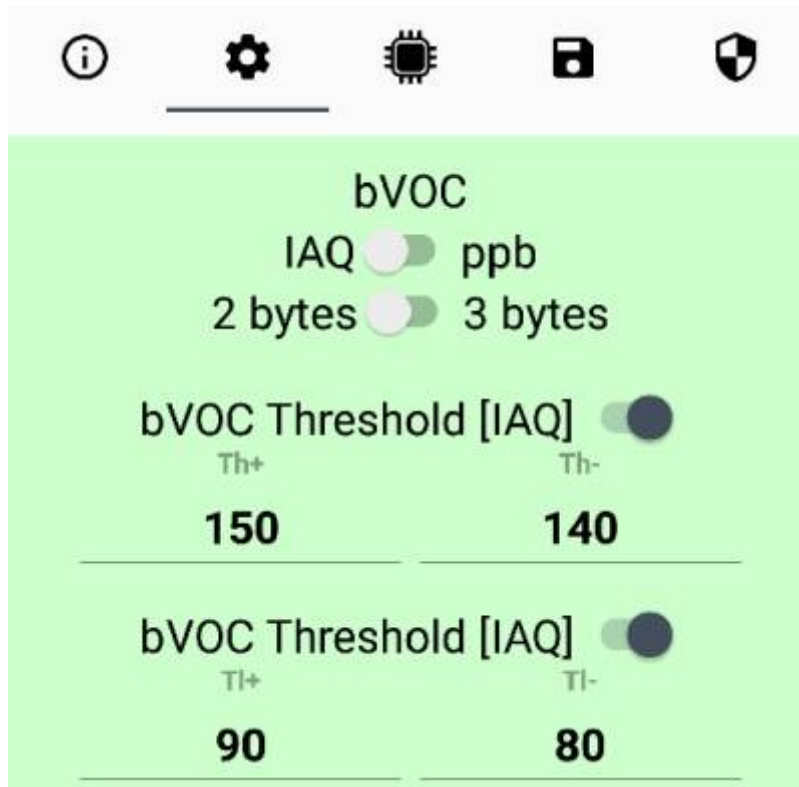 bVOC
IAQ ppb
2 bytes 3 bytes
bVOC Threshold [IAQ]
Th+ Th-
150 140
bVOC Threshold [IAQ]
Tl+ Tl-
90 80